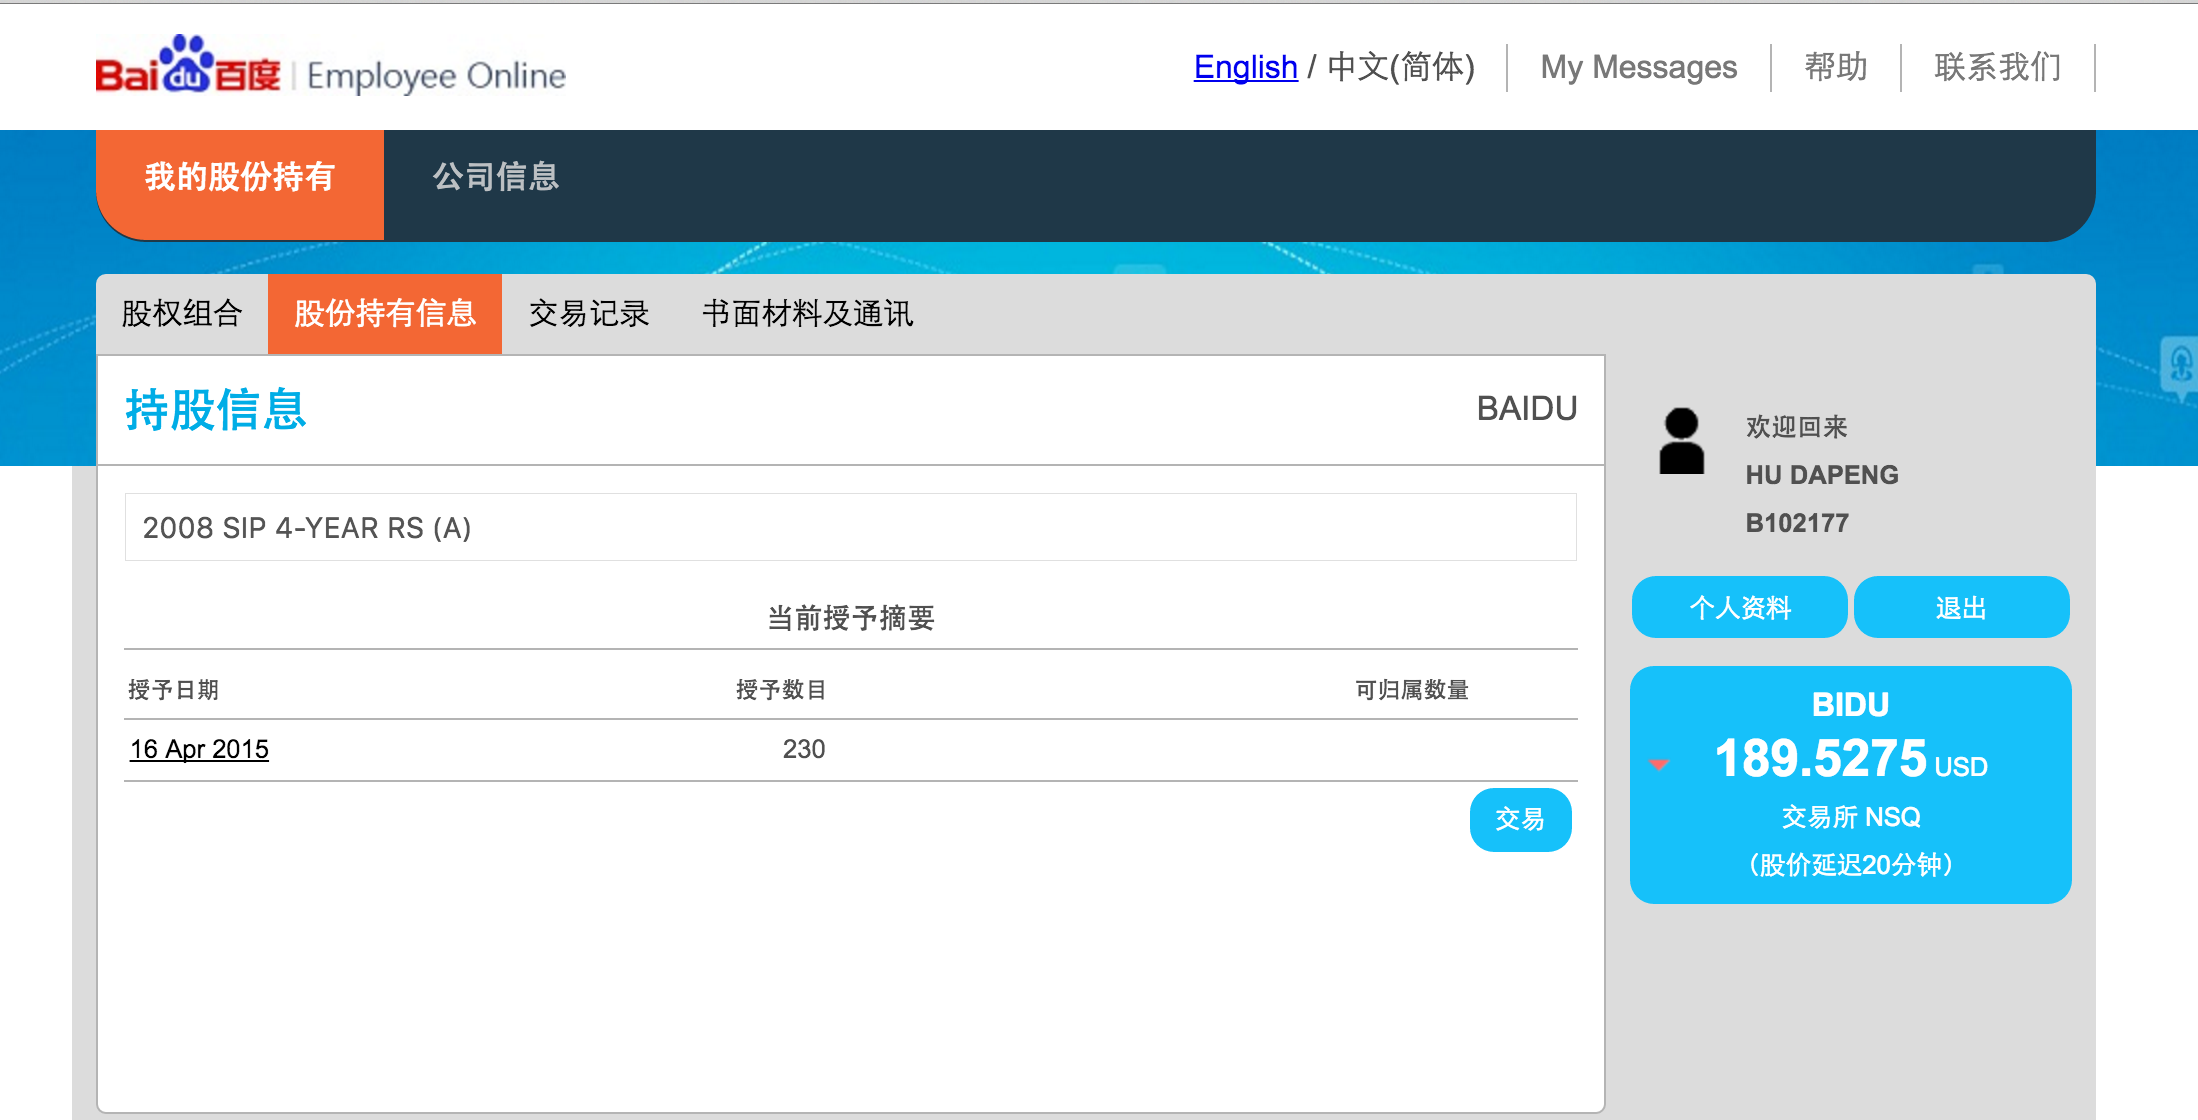 Bai du 百度 | Employee Online
English / 中文(简体)
My Messages
帮助
联系我们
我的股份持有
公司信息
股权组合
股份持有信息
交易记录
书面材料及通讯
持股信息
BAIDU
2008 SIP 4-YEAR RS (A)
当前授予摘要
授予日期 授予数目 可归属数量
16 Apr 2015 230
交易
欢迎回来
HU DAPENG
B102177
个人资料
退出
BIDU
189.5275 USD
交易所 NSQ
（股价延迟20分钟）